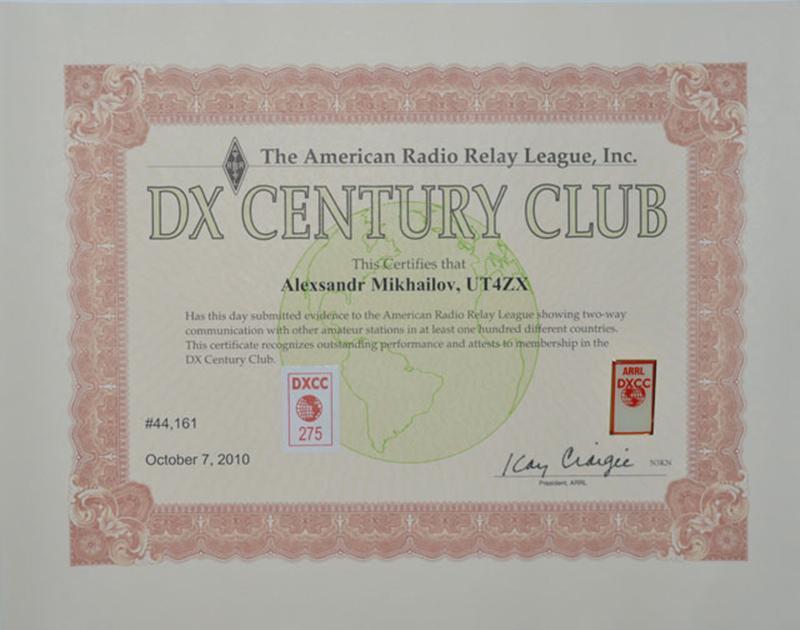 The American Radio Relay League, Inc.
DX CENTURY CLUB
This Certifies that
Alexsandr Mikhailov, UT4ZX
Has this day submitted evidence to the American Radio Relay League showing two-way
communication with other amateur stations in at least one hundred different countries.
This certificate recognizes outstanding performance and attests to membership in the
DX Century Club.
DXCC
275
ARRL
DXCC
#44,161
October 7, 2010
Kay Craigie N3KN
President, ARRL